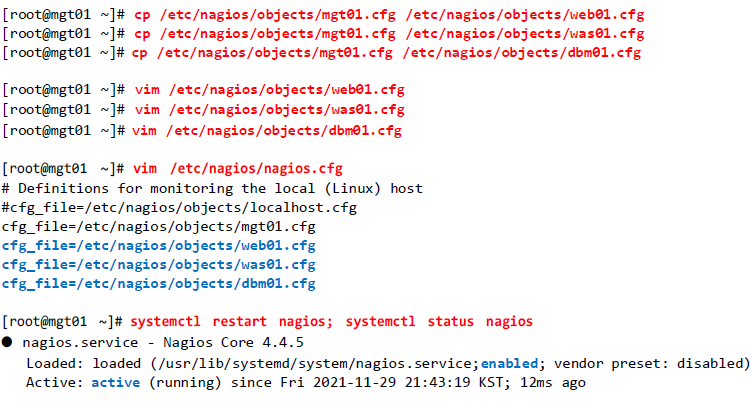 [root@mgt01 ~]# cp /etc/nagios/objects/mgt01.cfg /etc/nagios/objects/web01.cfg
[root@mgt01 ~]# cp /etc/nagios/objects/mgt01.cfg /etc/nagios/objects/was01.cfg
[root@mgt01 ~]# cp /etc/nagios/objects/mgt01.cfg /etc/nagios/objects/dbm01.cfg
[root@mgt01 ~]# vim /etc/nagios/objects/web01.cfg
[root@mgt01 ~]# vim /etc/nagios/objects/was01.cfg
[root@mgt01 ~]# vim /etc/nagios/objects/dbm01.cfg
[root@mgt01 ~]# vim /etc/nagios/nagios.cfg
# Definitions for monitoring the local (Linux) host
#cfg_file=/etc/nagios/objects/localhost.cfg
cfg_file=/etc/nagios/objects/mgt01.cfg
cfg_file=/etc/nagios/objects/web01.cfg
cfg_file=/etc/nagios/objects/was01.cfg
cfg_file=/etc/nagios/objects/dbm01.cfg
[root@mgt01 ~]# systemctl restart nagios; systemctl status nagios
● nagios.service - Nagios Core 4.4.5
Loaded: loaded (/usr/lib/systemd/system/nagios.service;enabled; vendor preset: disabled)
Active: active (running) since Fri 2021-11-29 21:43:19 KST; 12ms ago